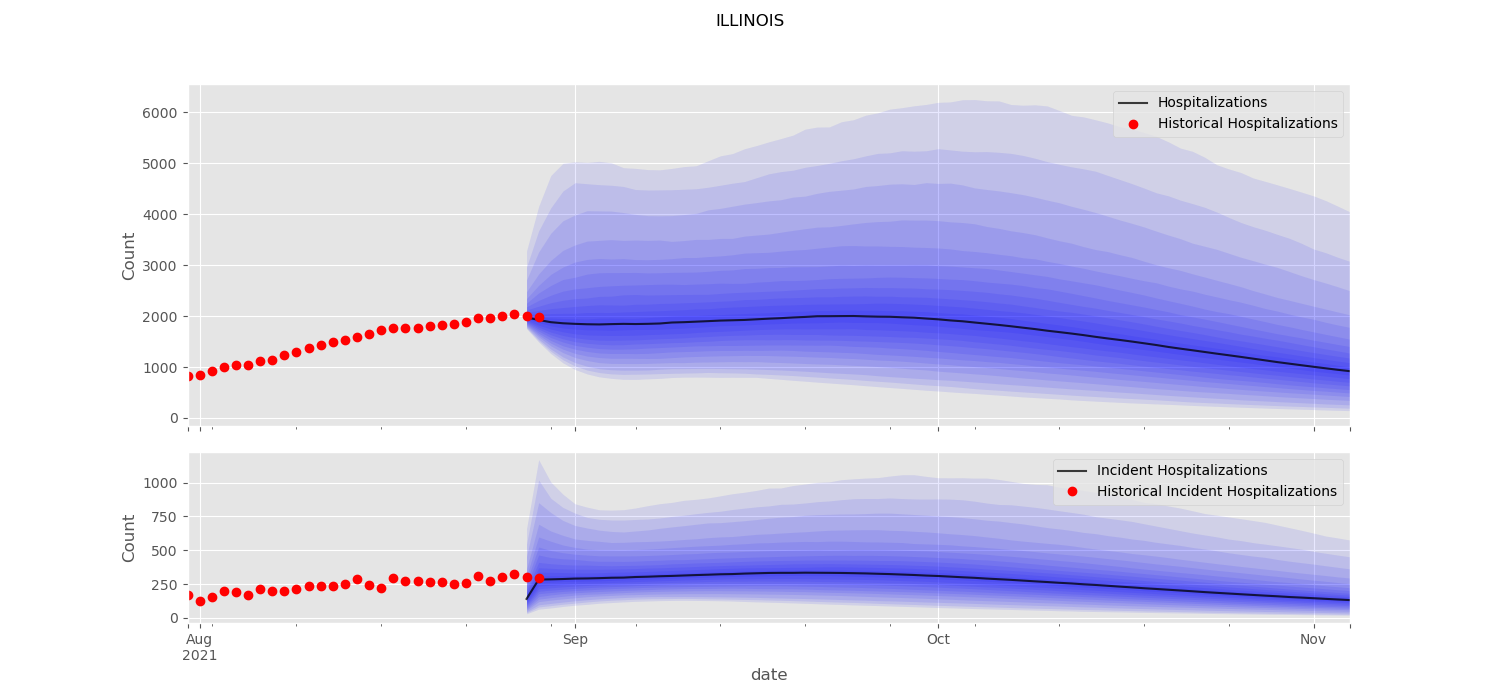 ILLINOIS
Hospitalizations
Historical Hospitalizations
6000
5000
4000
3000
2000
1000
0
Count
Incident Hospitalizations
Historical Incident Hospitalizations
1000
750
500
250
0
Count
Aug Sep Oct Nov
2021
date